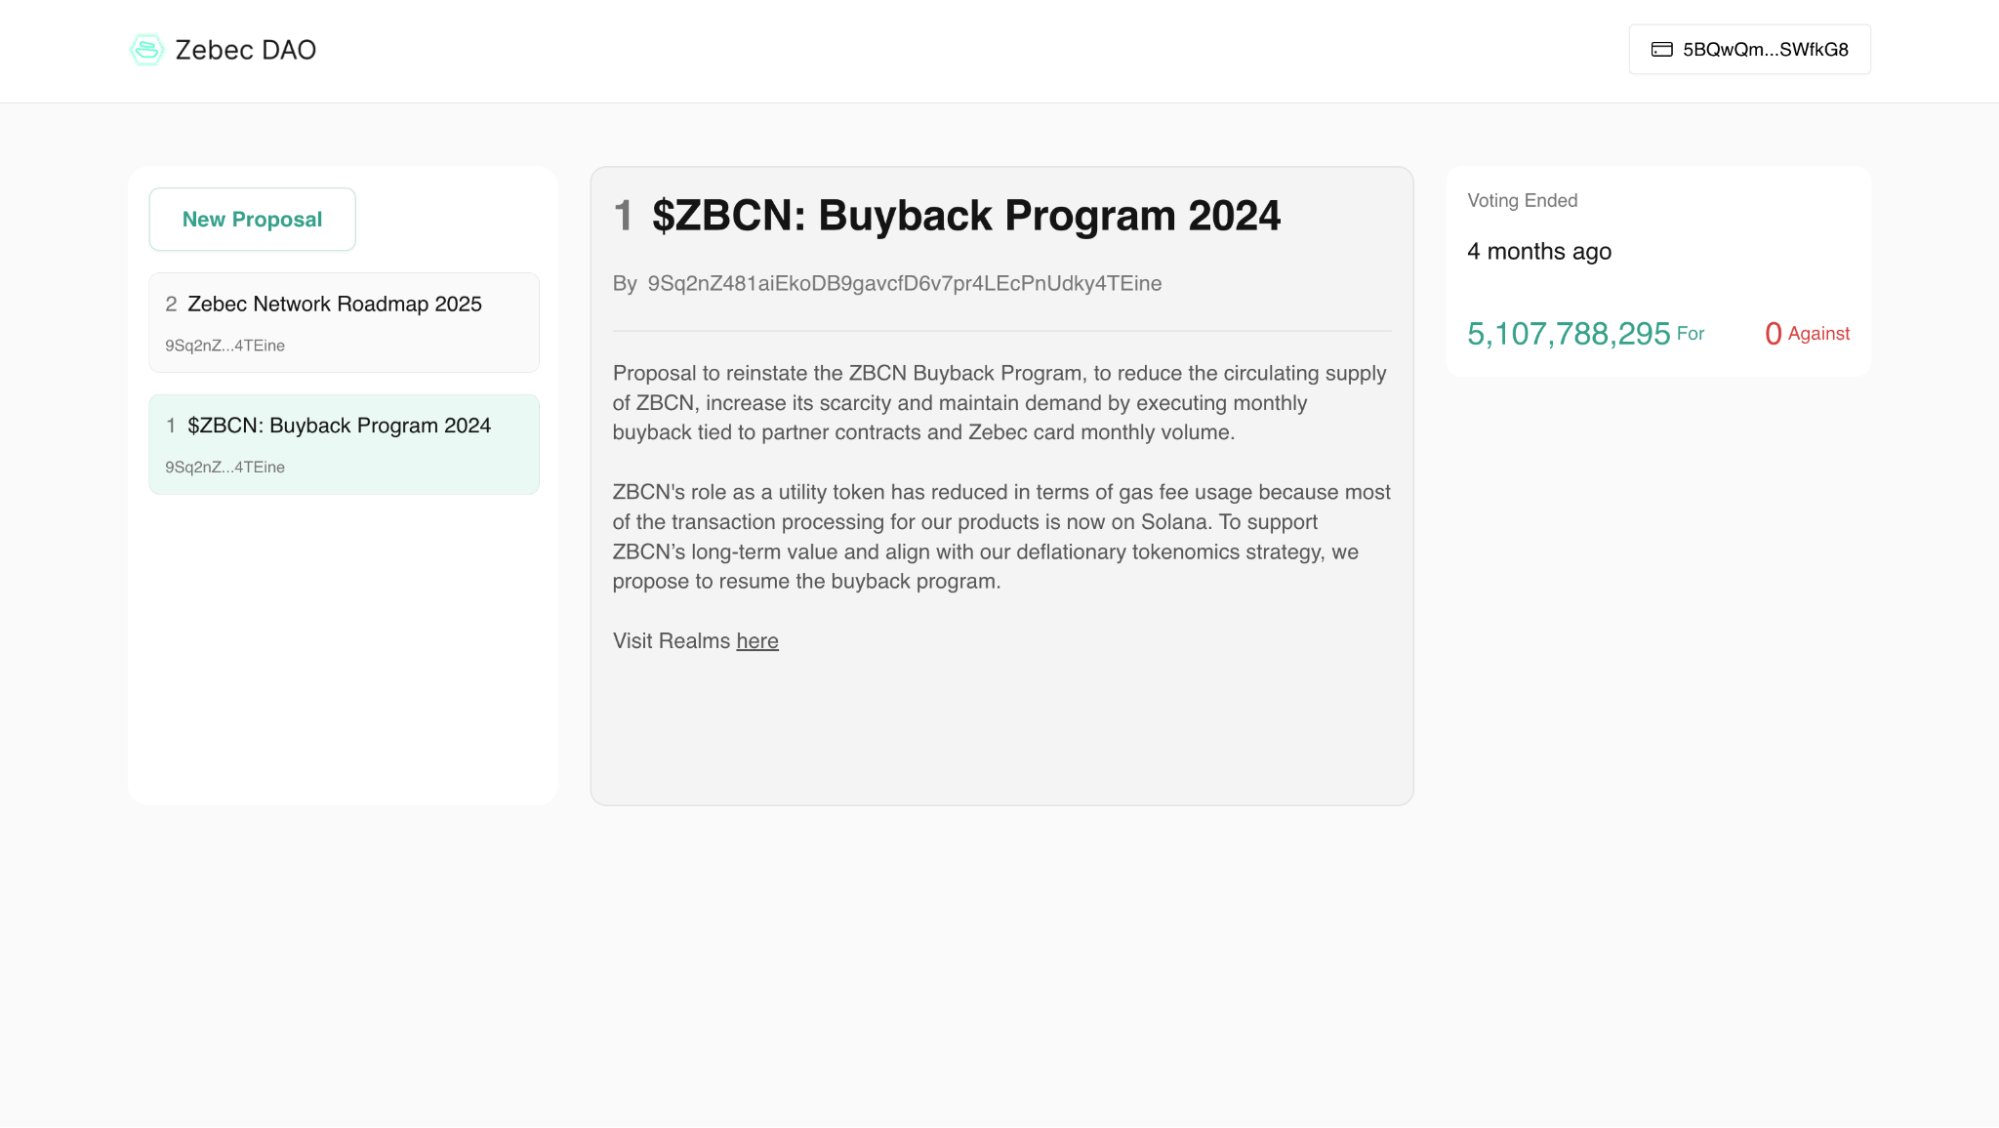 Zebec DAO
5BQwQm...SWfkG8
New Proposal
2 Zebec Network Roadmap 2025
9Sq2nZ...4TEine
1 $ZBCN: Buyback Program 2024
9Sq2nZ...4TEine
1 $ZBCN: Buyback Program 2024
By 9Sq2nZ481aiEkoDB9gavcfD6v7pr4LEcPnUdky4TEine
Proposal to reinstate the ZBCN Buyback Program, to reduce the circulating supply
of ZBCN, increase its scarcity and maintain demand by executing monthly
buyback tied to partner contracts and Zebec card monthly volume.
ZBCN's role as a utility token has reduced in terms of gas fee usage because most
of the transaction processing for our products is now on Solana. To support
ZBCN’s long-term value and align with our deflationary tokenomics strategy, we
propose to resume the buyback program.
Visit Realms here
Voting Ended
4 months ago
5,107,788,295 For 0 Against